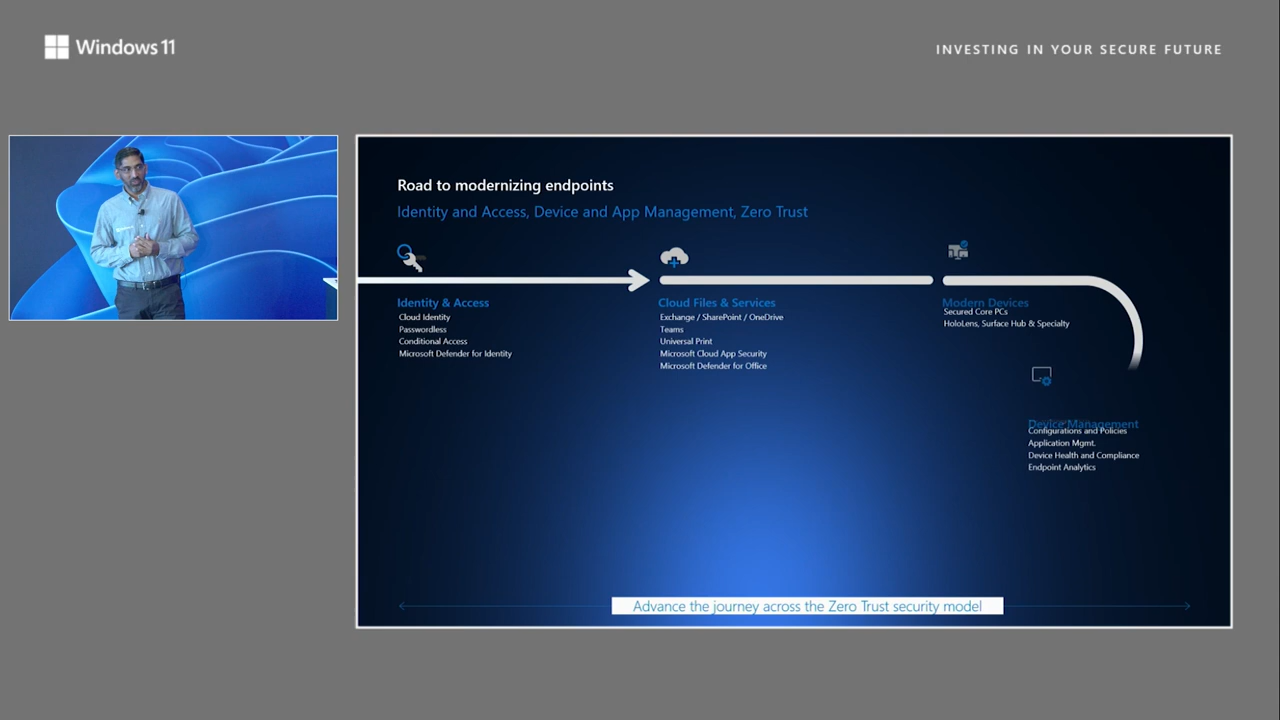 Windows 11
INVESTING IN YOUR SECURE FUTURE
Road to modernizing endpoints
Identity and Access, Device and App Management, Zero Trust
Identity & Access
Cloud Identity
Passwordless
Conditional Access
Microsoft Defender for Identity
Cloud Files & Services
Exchange / SharePoint / OneDrive
Teams
Universal Print
Microsoft Cloud App Security
Microsoft Defender for Office
Modern Devices
Secured Core PCs
HoloLens, Surface Hub & Specialty
Device Management
Configurations and Policies
Application Mgmt.
Device Health and Compliance
Endpoint Analytics
Advance the journey across the Zero Trust security model